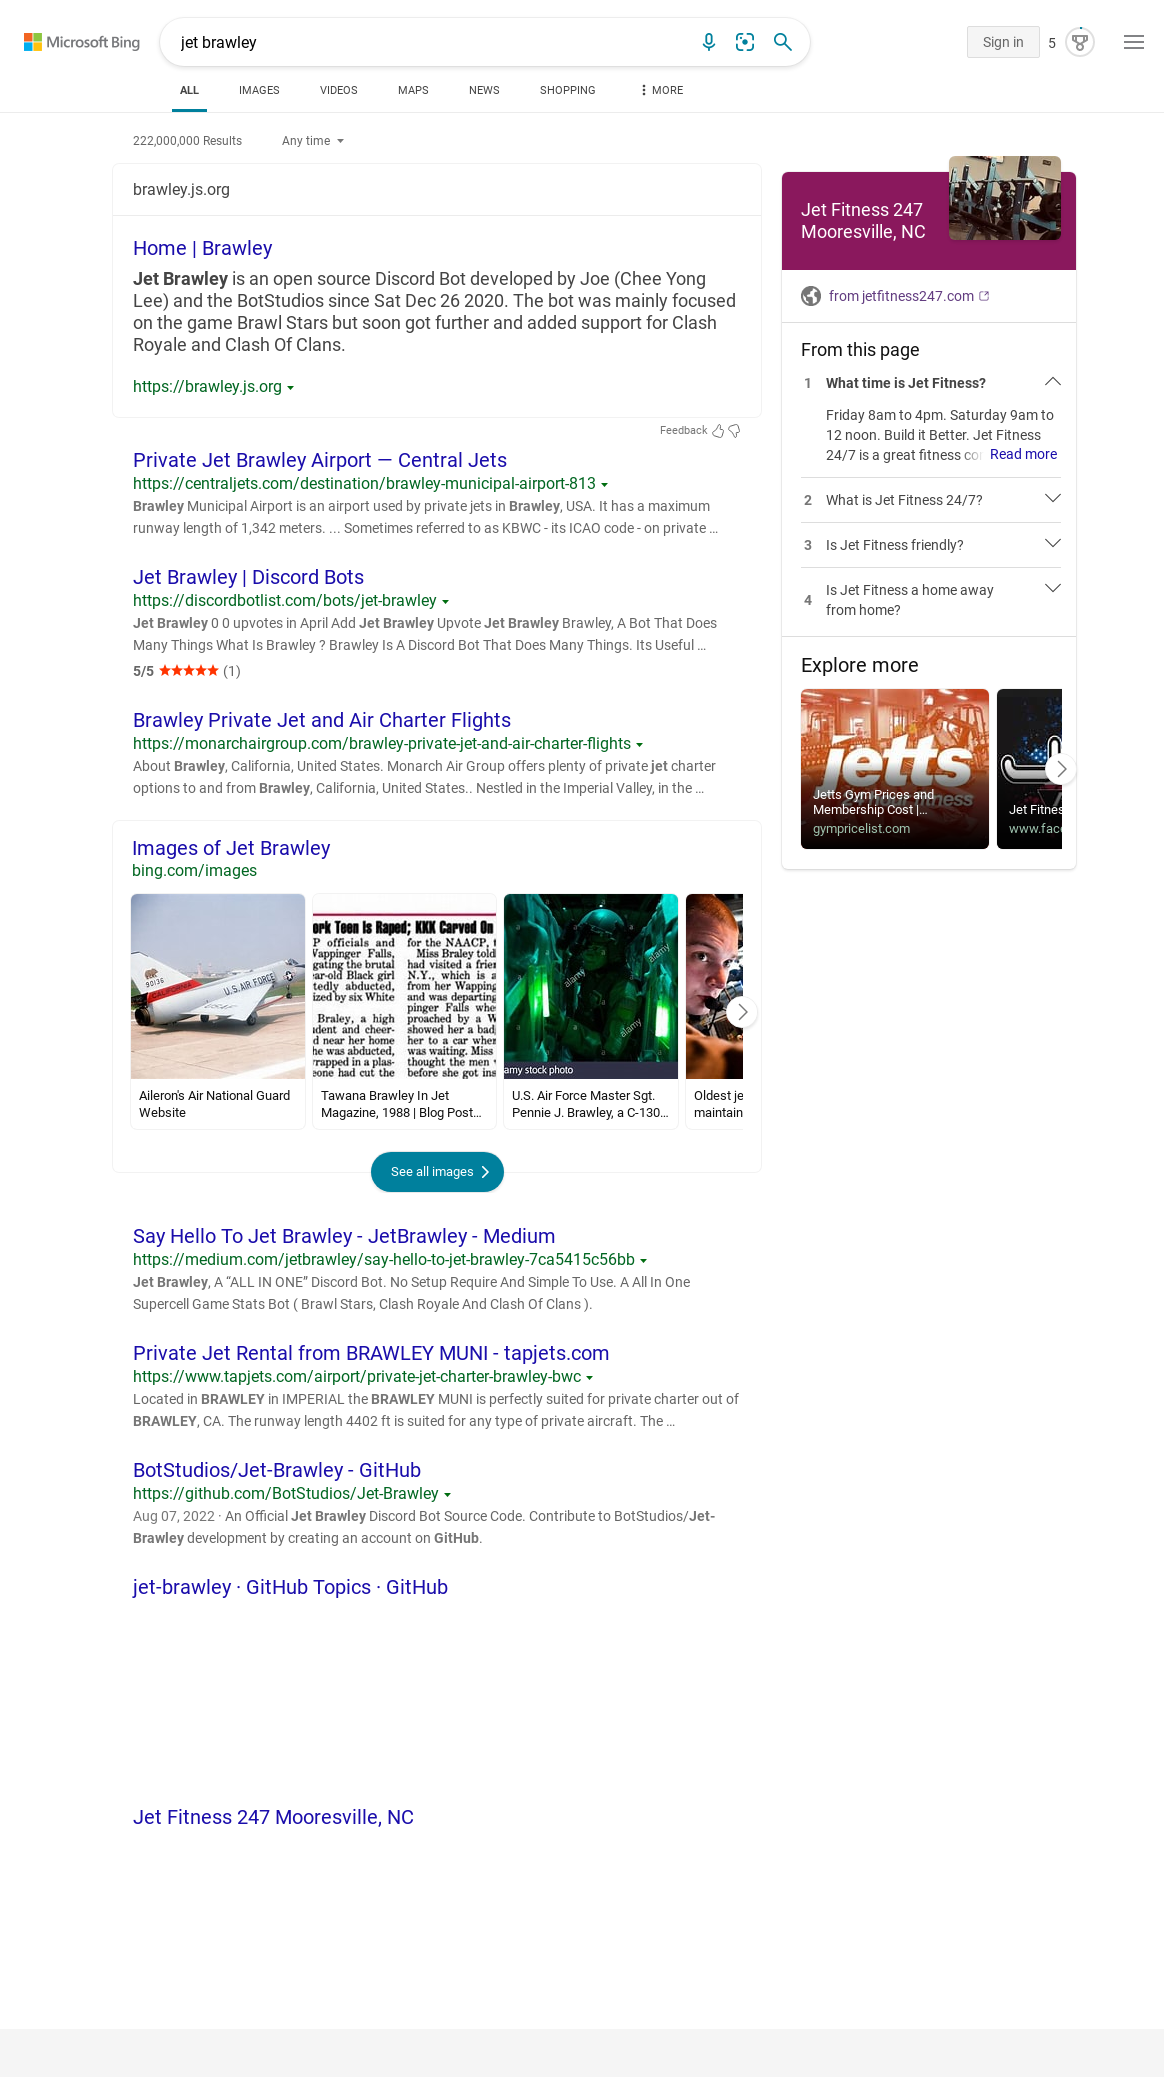 Microsoft Bing
jet brawley
Sign in
5
ALL
IMAGES
VIDEOS
MAPS
NEWS
SHOPPING
MORE
222,000,000 Results
Any time
brawley.js.org
Home | Brawley
Jet Brawley is an open source Discord Bot developed by Joe (Chee Yong
Lee) and the BotStudios since Sat Dec 26 2020. The bot was mainly focused
on the game Brawl Stars but soon got further and added support for Clash
Royale and Clash Of Clans.
https://brawley.js.org
Feedback
Private Jet Brawley Airport — Central Jets
https://centraljets.com/destination/brawley-municipal-airport-813
Brawley Municipal Airport is an airport used by private jets in Brawley, USA. It has a maximum
runway length of 1,342 meters. ... Sometimes referred to as KBWC - its ICAO code - on private ...
Jet Brawley | Discord Bots
https://discordbotlist.com/bots/jet-brawley
Jet Brawley 0 0 upvotes in April Add Jet Brawley Upvote Jet Brawley Brawley, A Bot That Does
Many Things What Is Brawley ? Brawley Is A Discord Bot That Does Many Things. Its Useful ...
5/5 ★★★★★ (1)
Brawley Private Jet and Air Charter Flights
https://monarchairgroup.com/brawley-private-jet-and-air-charter-flights
About Brawley, California, United States. Monarch Air Group offers plenty of private jet charter
options to and from Brawley, California, United States.. Nestled in the Imperial Valley, in the ...
Images of Jet Brawley
bing.com/images
90136
CALIFORNIA
U.S. AIR FORCE
ork Teen Is Raped; KKK Carved On
P officials and
Wappinger Falls,
gating the brutal
ear-old Black girl
tedly abducted,
ized by six White
Braley, a high
dent and cheer-
d near her home
he was abducted,
rapped in a plas-
eone had cut the
for the NAACP, t
Miss Braley told
had visited a frien
N.Y., which is a
from her Wapping
and was departing
pinger Falls whe
proached by a W
showed her a bad
her to a car when
was waiting. Miss
thought the men w
before she got ins
alamy
alamy
alamy
amy stock photo
Aileron's Air National Guard
Website
Tawana Brawley In Jet
Magazine, 1988 | Blog Post...
U.S. Air Force Master Sgt.
Pennie J. Brawley, a C-130...
Oldest je
maintain
See all images
Say Hello To Jet Brawley - JetBrawley - Medium
https://medium.com/jetbrawley/say-hello-to-jet-brawley-7ca5415c56bb
Jet Brawley, A “ALL IN ONE” Discord Bot. No Setup Require And Simple To Use. A All In One
Supercell Game Stats Bot ( Brawl Stars, Clash Royale And Clash Of Clans ).
Private Jet Rental from BRAWLEY MUNI - tapjets.com
https://www.tapjets.com/airport/private-jet-charter-brawley-bwc
Located in BRAWLEY in IMPERIAL the BRAWLEY MUNI is perfectly suited for private charter out of
BRAWLEY, CA. The runway length 4402 ft is suited for any type of private aircraft. The ...
BotStudios/Jet-Brawley - GitHub
https://github.com/BotStudios/Jet-Brawley
Aug 07, 2022 · An Official Jet Brawley Discord Bot Source Code. Contribute to BotStudios/Jet-
Brawley development by creating an account on GitHub.
jet-brawley · GitHub Topics · GitHub
Jet Fitness 247 Mooresville, NC
Jet Fitness 247
Mooresville, NC
from jetfitness247.com
From this page
1 What time is Jet Fitness?
Friday 8am to 4pm. Saturday 9am to
12 noon. Build it Better. Jet Fitness
24/7 is a great fitness co Read more
2 What is Jet Fitness 24/7?
3 Is Jet Fitness friendly?
4 Is Jet Fitness a home away
from home?
Explore more
jetts
24 hour fitness
Jetts Gym Prices and
Membership Cost |...
gympricelist.com
Jet Fitnes
www.face